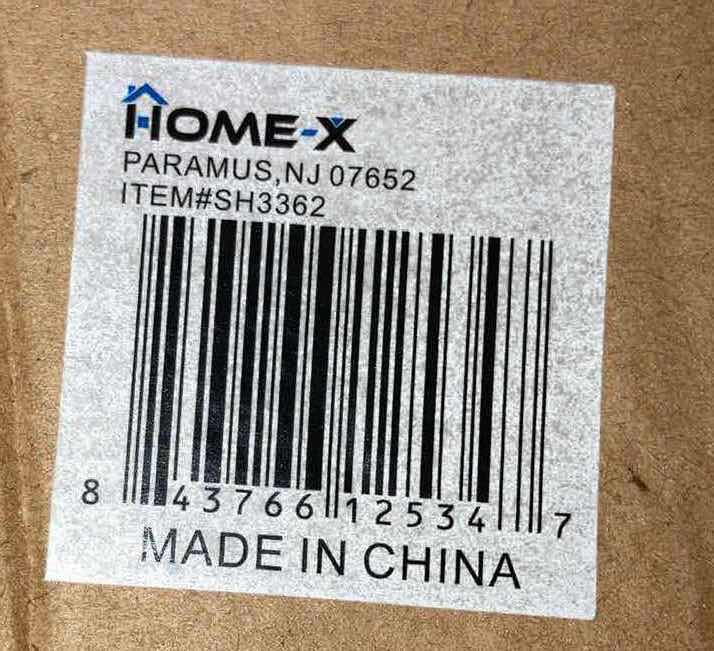 HOME-X
PARAMUS,NJ 07652
ITEM#SH3362
8 43766 12534 7
MADE IN CHINA